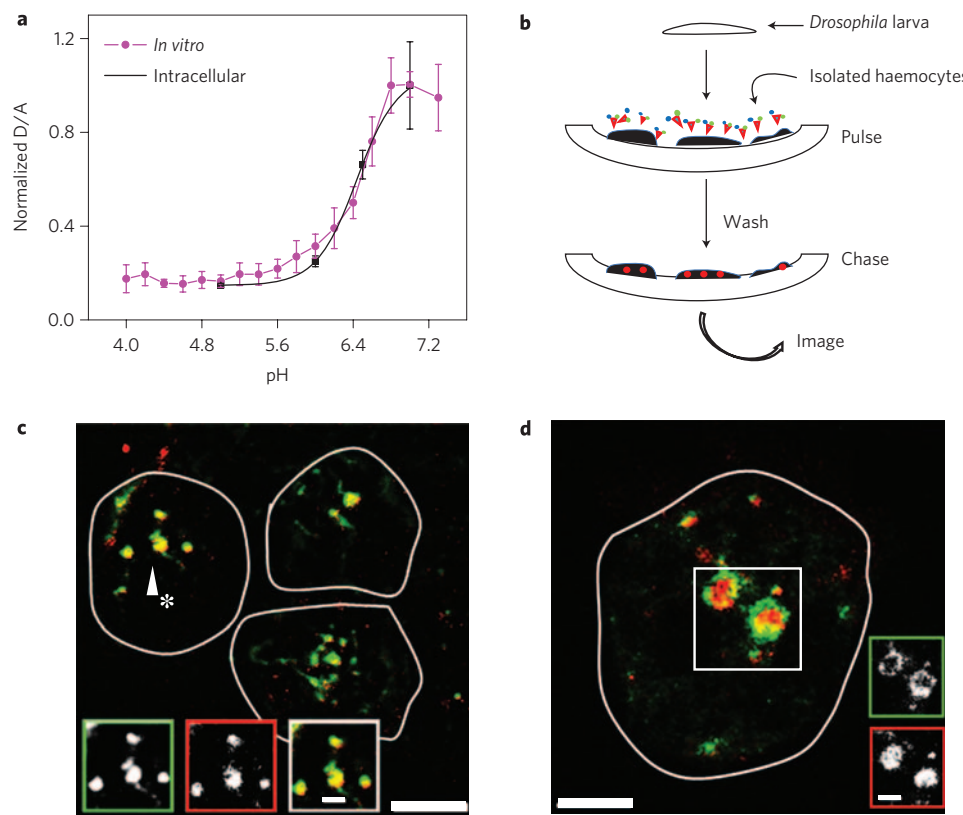 a
1.2
0.8
0.4
0.0
Normalized D/A
In vitro
Intracellular
4.0 4.8 5.6 6.4 7.2
pH
b
Drosophila larva
Isolated haemocytes
Pulse
Wash
Chase
Image
c
*
d